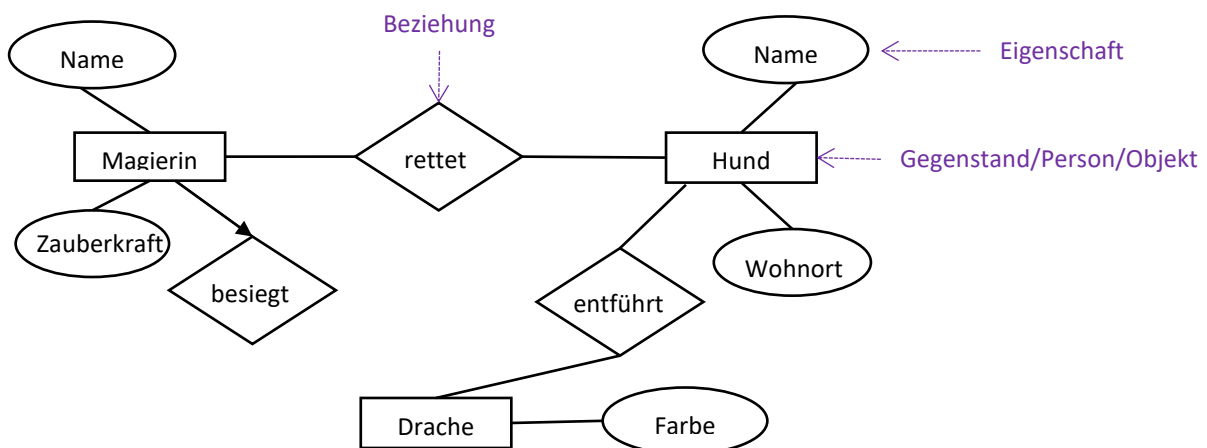 Beziehung
Name
Name
Eigenschaft
Magierin
rettet
Hund
Gegenstand/Person/Objekt
Zauberkraft
Wohnort
besiegt
entführt
Drache
Farbe